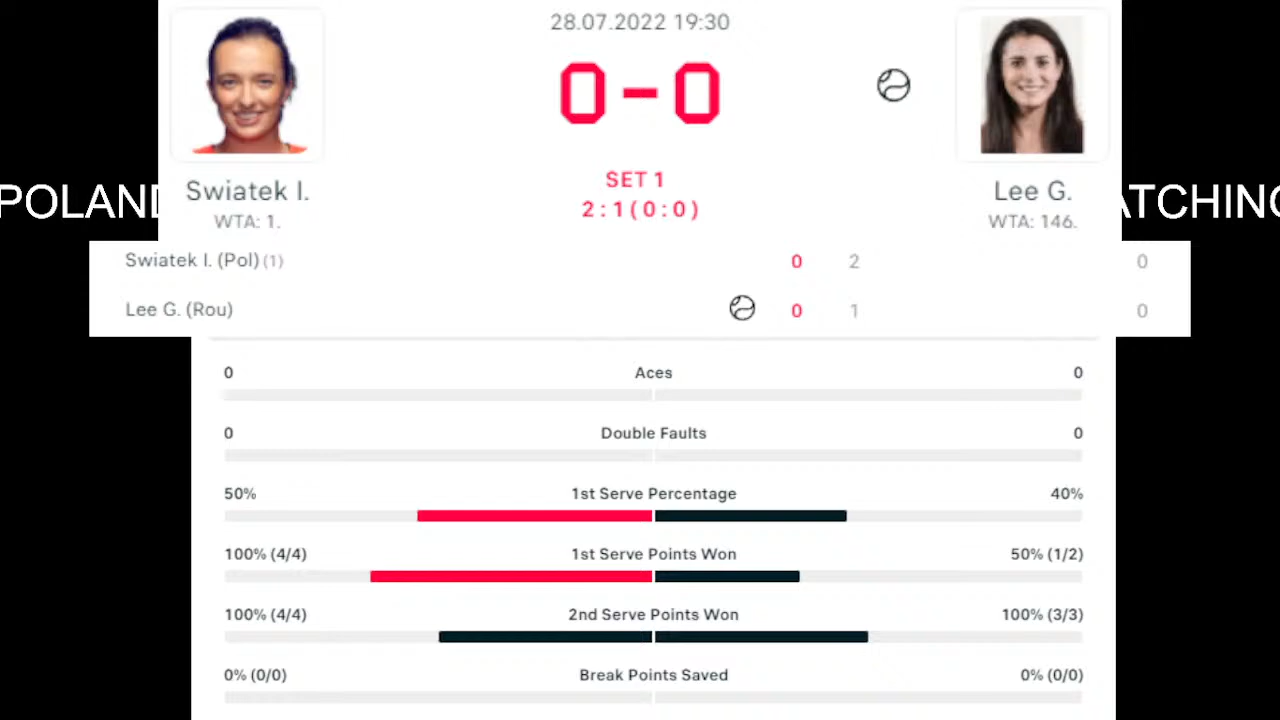 28.07.2022 19:30
0-0
SET 1
2 : 1 ( 0 : 0 )
Swiatek I.
WTA: 1.
Lee G.
WTA: 146.
POLAND
ATCHING
Swiatek I. (Pol) (1) 0 2 0
Lee G. (Rou) 0 1 0
0 Aces 0
0 Double Faults 0
50% 1st Serve Percentage 40%
100% (4/4) 1st Serve Points Won 50% (1/2)
100% (4/4) 2nd Serve Points Won 100% (3/3)
0% (0/0) Break Points Saved 0% (0/0)